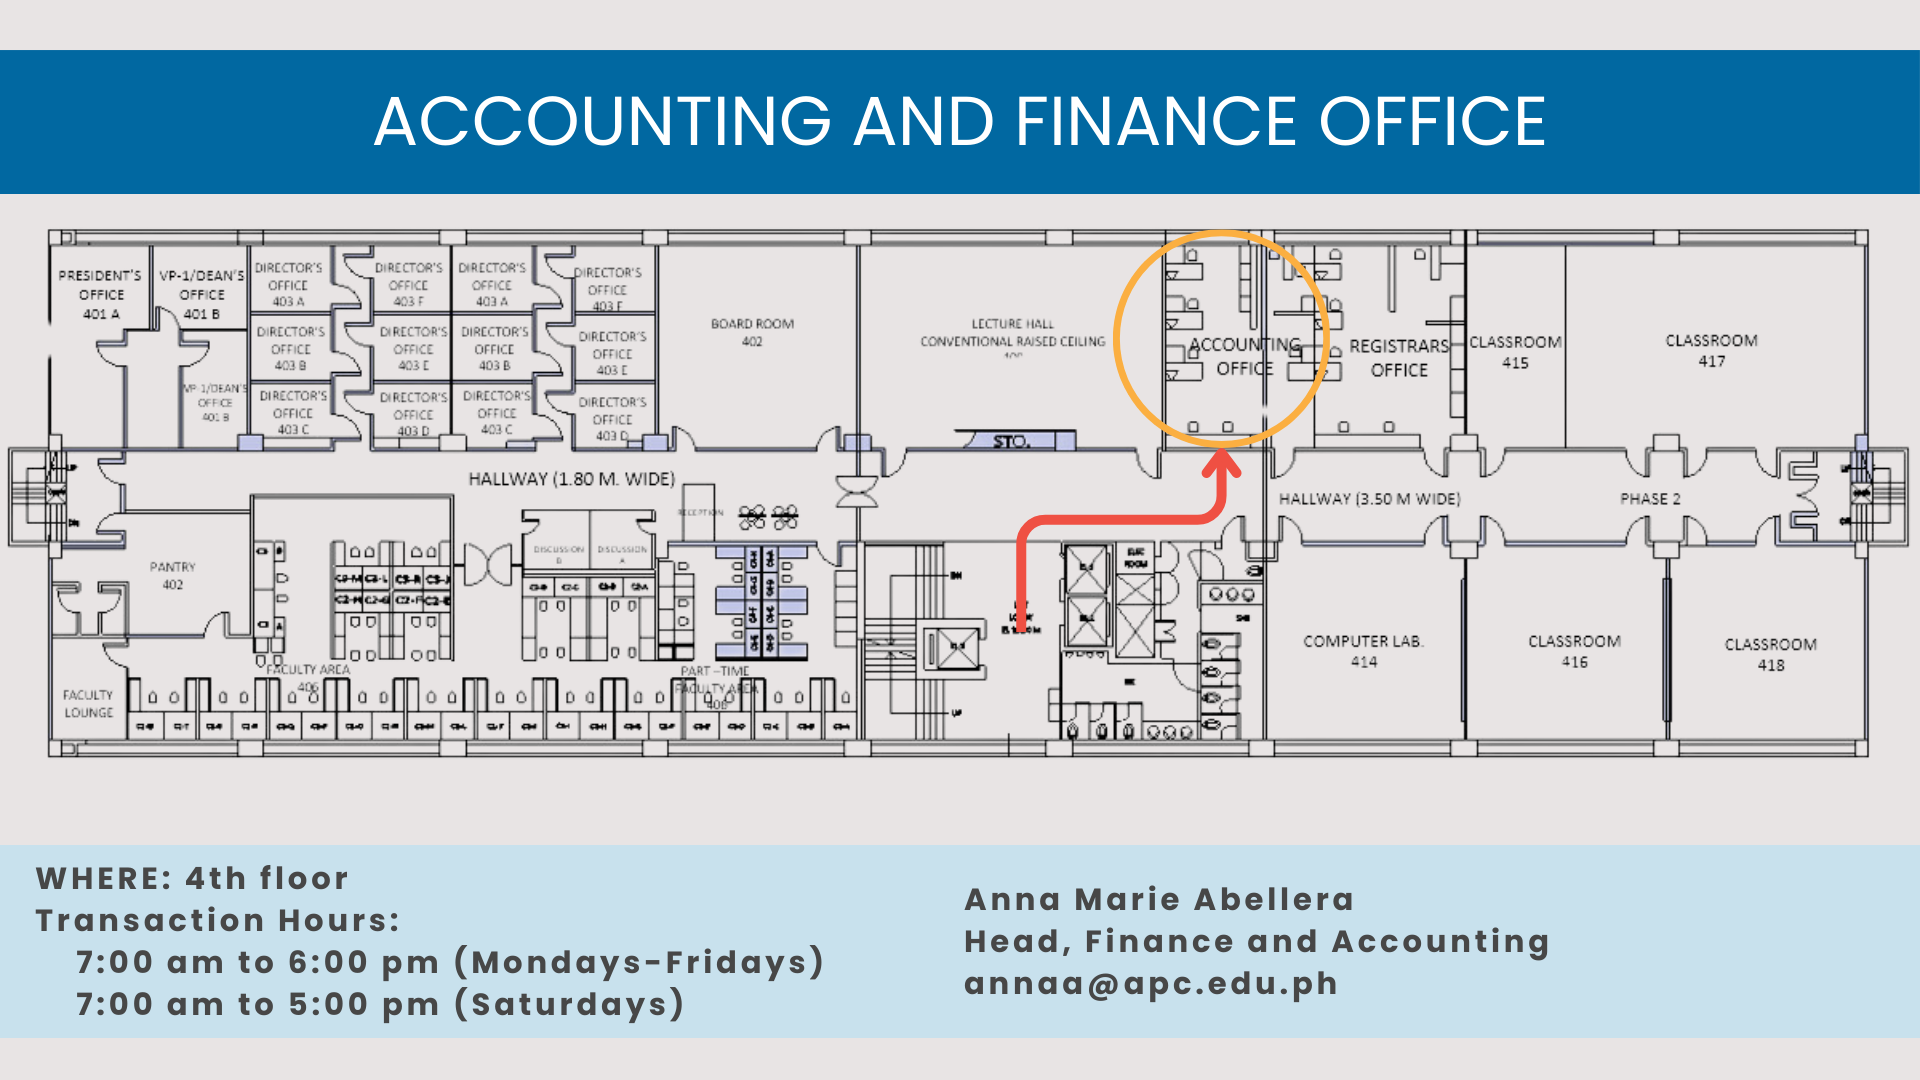 ACCOUNTING AND FINANCE OFFICE
PRESIDENT'S
OFFICE
401 A
VP-1/DEAN'S
OFFICE
401 B
VP-1/DEAN'S
OFFICE
401 B
DIRECTOR'S
OFFICE
403 A
DIRECTOR'S
OFFICE
403 F
DIRECTOR'S
OFFICE
403 A
DIRECTOR'S
OFFICE
403 F
DIRECTOR'S
OFFICE
403 B
DIRECTOR'S
OFFICE
403 E
DIRECTOR'S
OFFICE
403 B
DIRECTOR'S
OFFICE
403 E
DIRECTOR'S
OFFICE
403 C
DIRECTOR'S
OFFICE
403 D
DIRECTOR'S
OFFICE
403 C
DIRECTOR'S
OFFICE
403 D
BOARD ROOM
402
LECTURE HALL
CONVENTIONAL RAISED CEILING
STO.
ACCOUNTING
OFFICE
REGISTRARS
OFFICE
CLASSROOM
415
CLASSROOM
417
HALLWAY (1.80 M. WIDE)
HALLWAY (3.50 M WIDE)
PHASE 2
RECEPTION
DISCUSSION
B
DISCUSSION
A
PANTRY
402
FACULTY
LOUNGE
FACULTY AREA
406
PART-TIME
FACULTY AREA
408
COMPUTER LAB.
414
CLASSROOM
416
CLASSROOM
418
WHERE: 4th floor
Transaction Hours:
7:00 am to 6:00 pm (Mondays-Fridays)
7:00 am to 5:00 pm (Saturdays)
Anna Marie Abellera
Head, Finance and Accounting
annaa@apc.edu.ph